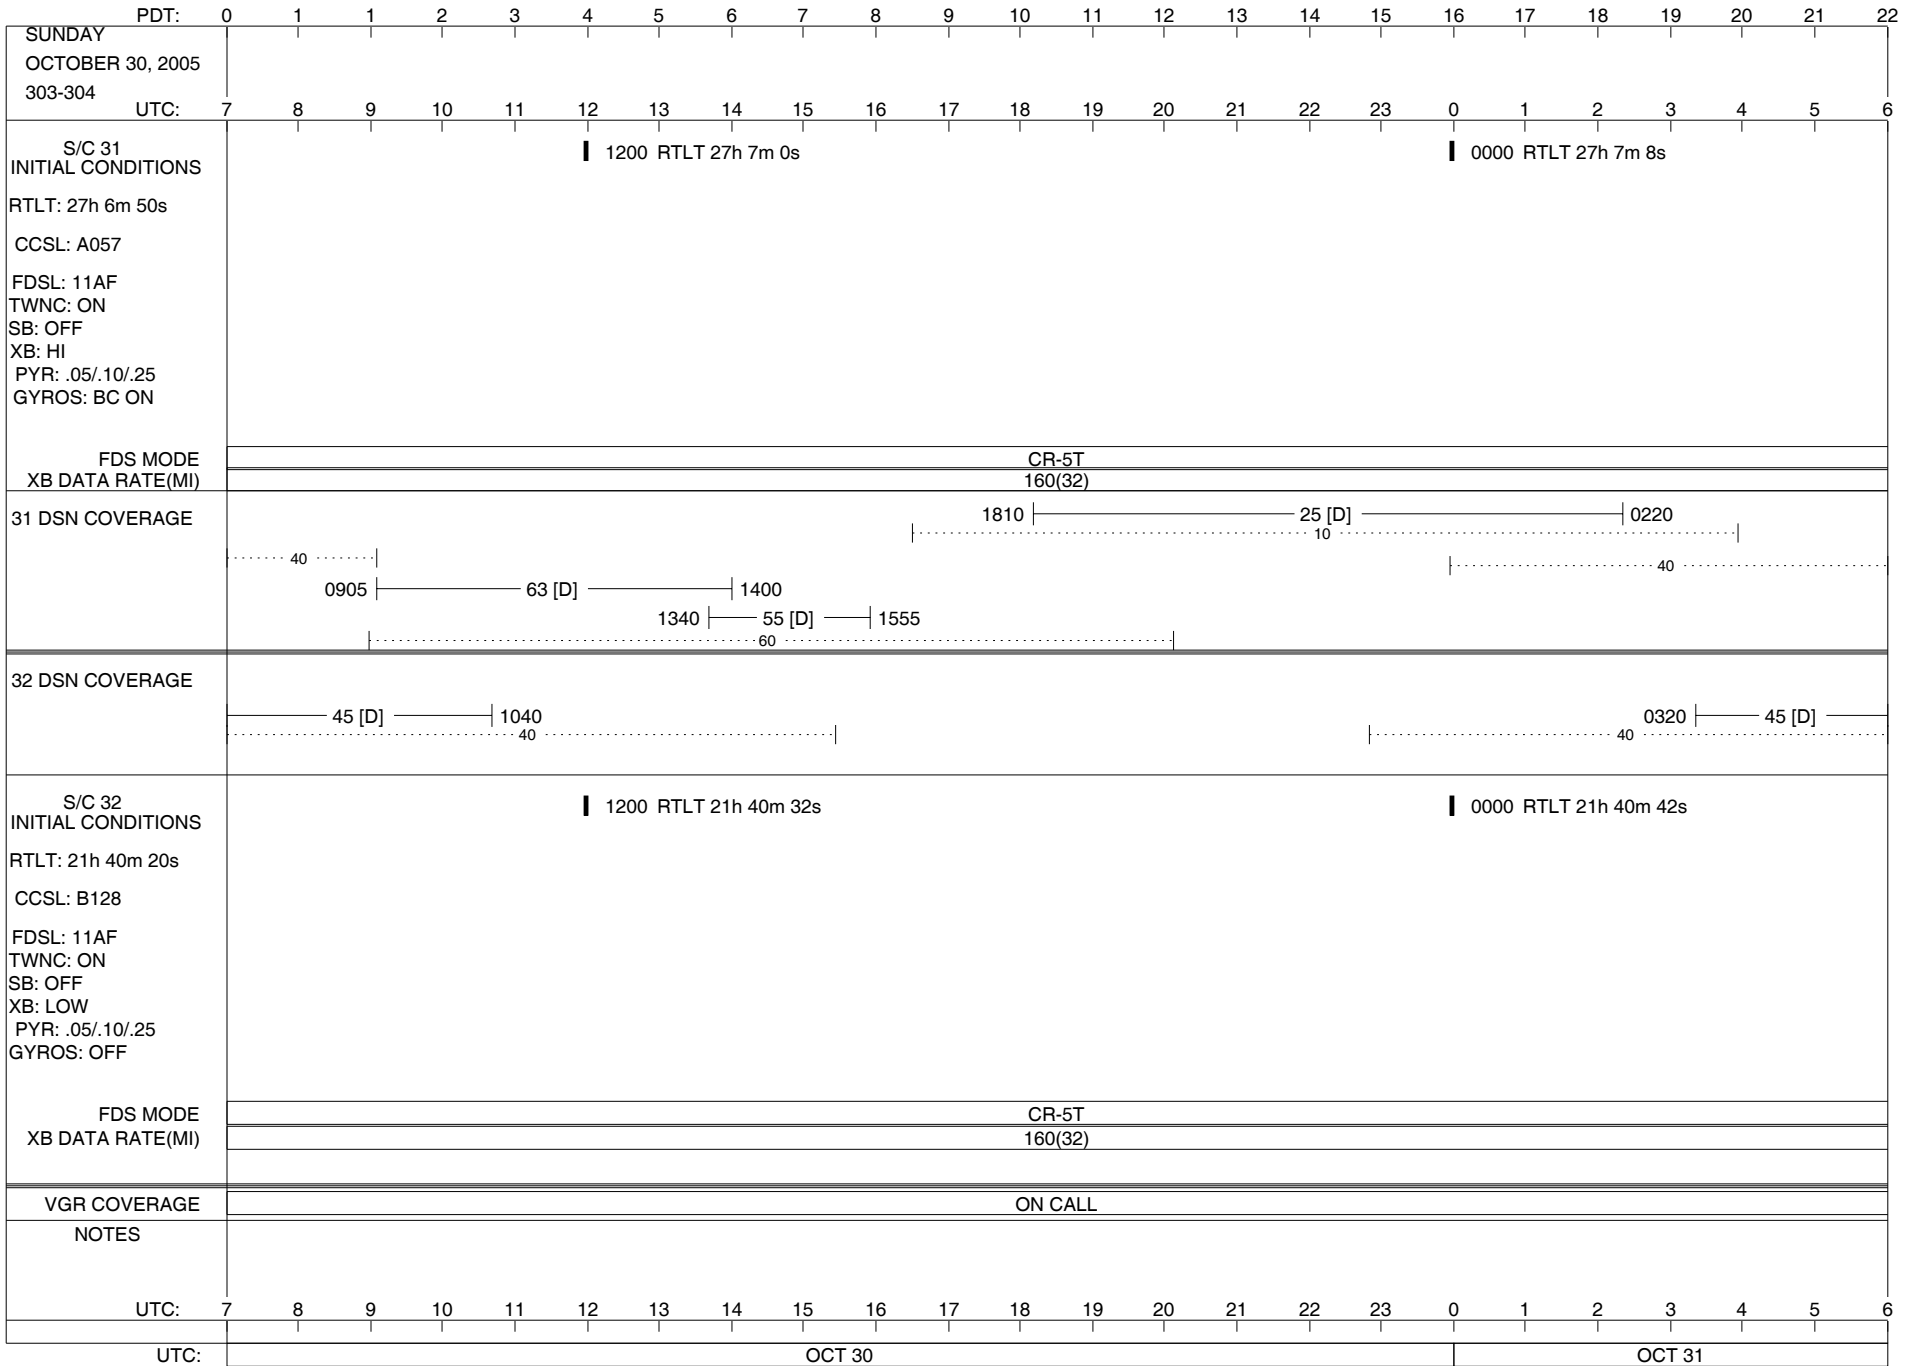 PDT: 0 1 1 2 3 4 5 6 7 8 9 10 11 12 13 14 15 16 17 18 19 20 21 22
SUNDAY
OCTOBER 30, 2005
303-304
UTC: 7 8 9 10 11 12 13 14 15 16 17 18 19 20 21 22 23 0 1 2 3 4 5 6
S/C 31
INITIAL CONDITIONS
1200 RTLT 27h 7m 0s
0000 RTLT 27h 7m 8s
RTLT: 27h 6m 50s
CCSL: A057
FDSL: 11AF
TWNC: ON
SB: OFF
XB: HI
PYR: .05/.10/.25
GYROS: BC ON
FDS MODE CR-5T
XB DATA RATE(MI) 160(32)
31 DSN COVERAGE
1810 25 [D] 0220
10
40
40
0905 63 [D] 1400
1340 55 [D] 1555
60
32 DSN COVERAGE
45 [D] 1040
0320 45 [D]
40
40
S/C 32
INITIAL CONDITIONS
1200 RTLT 21h 40m 32s
0000 RTLT 21h 40m 42s
RTLT: 21h 40m 20s
CCSL: B128
FDSL: 11AF
TWNC: ON
SB: OFF
XB: LOW
PYR: .05/.10/.25
GYROS: OFF
FDS MODE CR-5T
XB DATA RATE(MI) 160(32)
VGR COVERAGE ON CALL
NOTES
UTC: 7 8 9 10 11 12 13 14 15 16 17 18 19 20 21 22 23 0 1 2 3 4 5 6
UTC: OCT 30 OCT 31